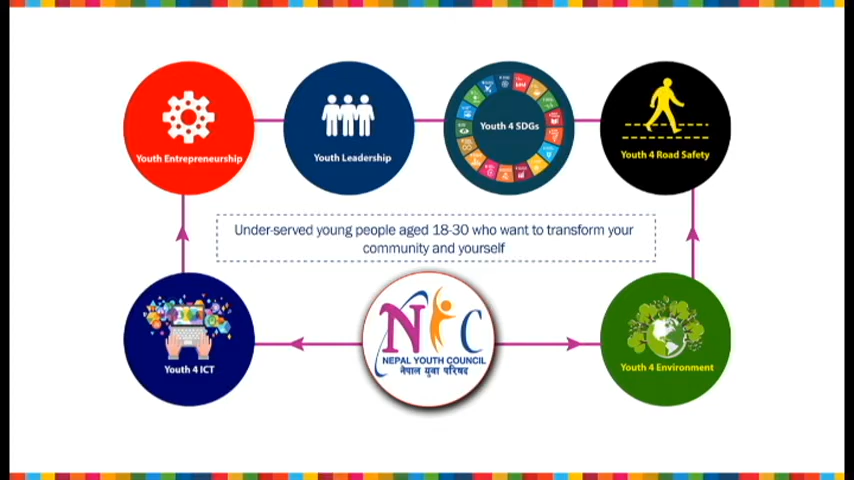 Youth Entrepreneurship
Youth Leadership
Youth 4 SDGs
Youth 4 Road Safety
Under-served young people aged 18-30 who want to transform your
community and yourself
Youth 4 ICT
NYC
NEPAL YOUTH COUNCIL
नेपाल युवा परिषद
Youth 4 Environment